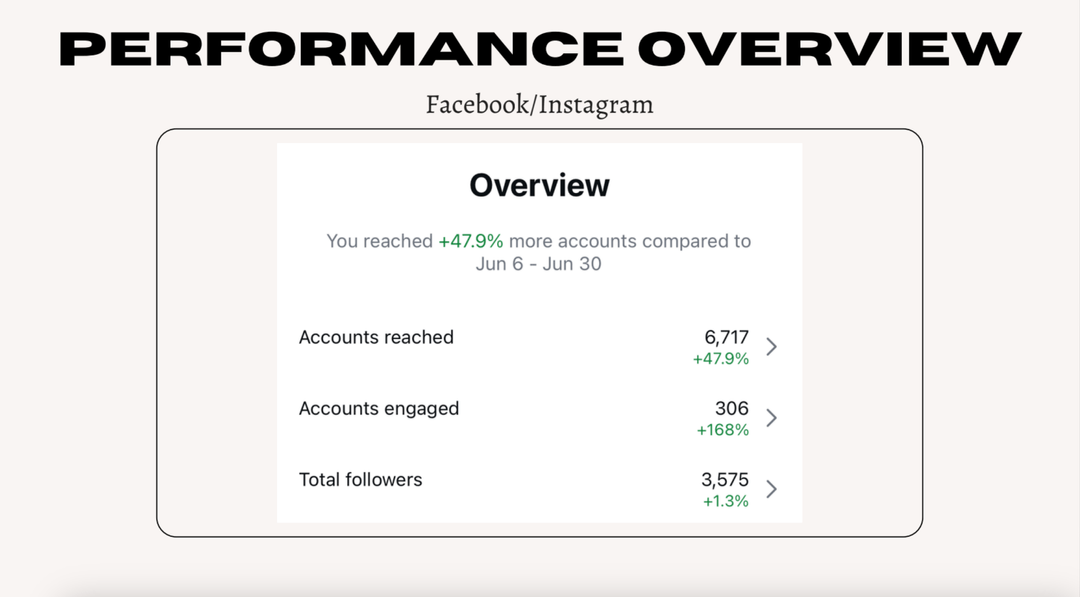 PERFORMANCE OVERVIEW
Facebook/Instagram
Overview
You reached +47.9% more accounts compared to
Jun 6 - Jun 30
Accounts reached 6,717
+47.9%
Accounts engaged 306
+168%
Total followers 3,575
+1.3%